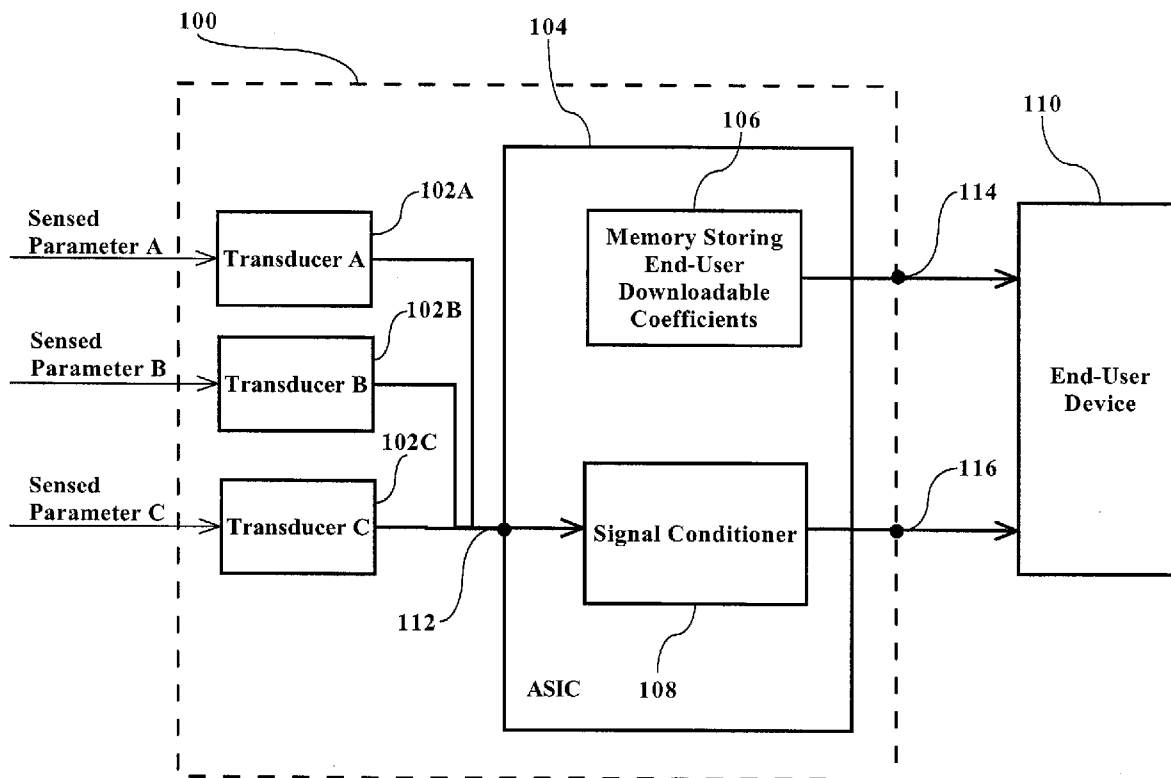 100
104
106
110
114
102A
Sensed
Parameter A
Transducer A
Memory Storing
End-User
Downloadable
Coefficients
102B
Sensed
Parameter B
Transducer B
End-User
Device
102C
Sensed
Parameter C
Transducer C
Signal Conditioner
116
112
108
ASIC